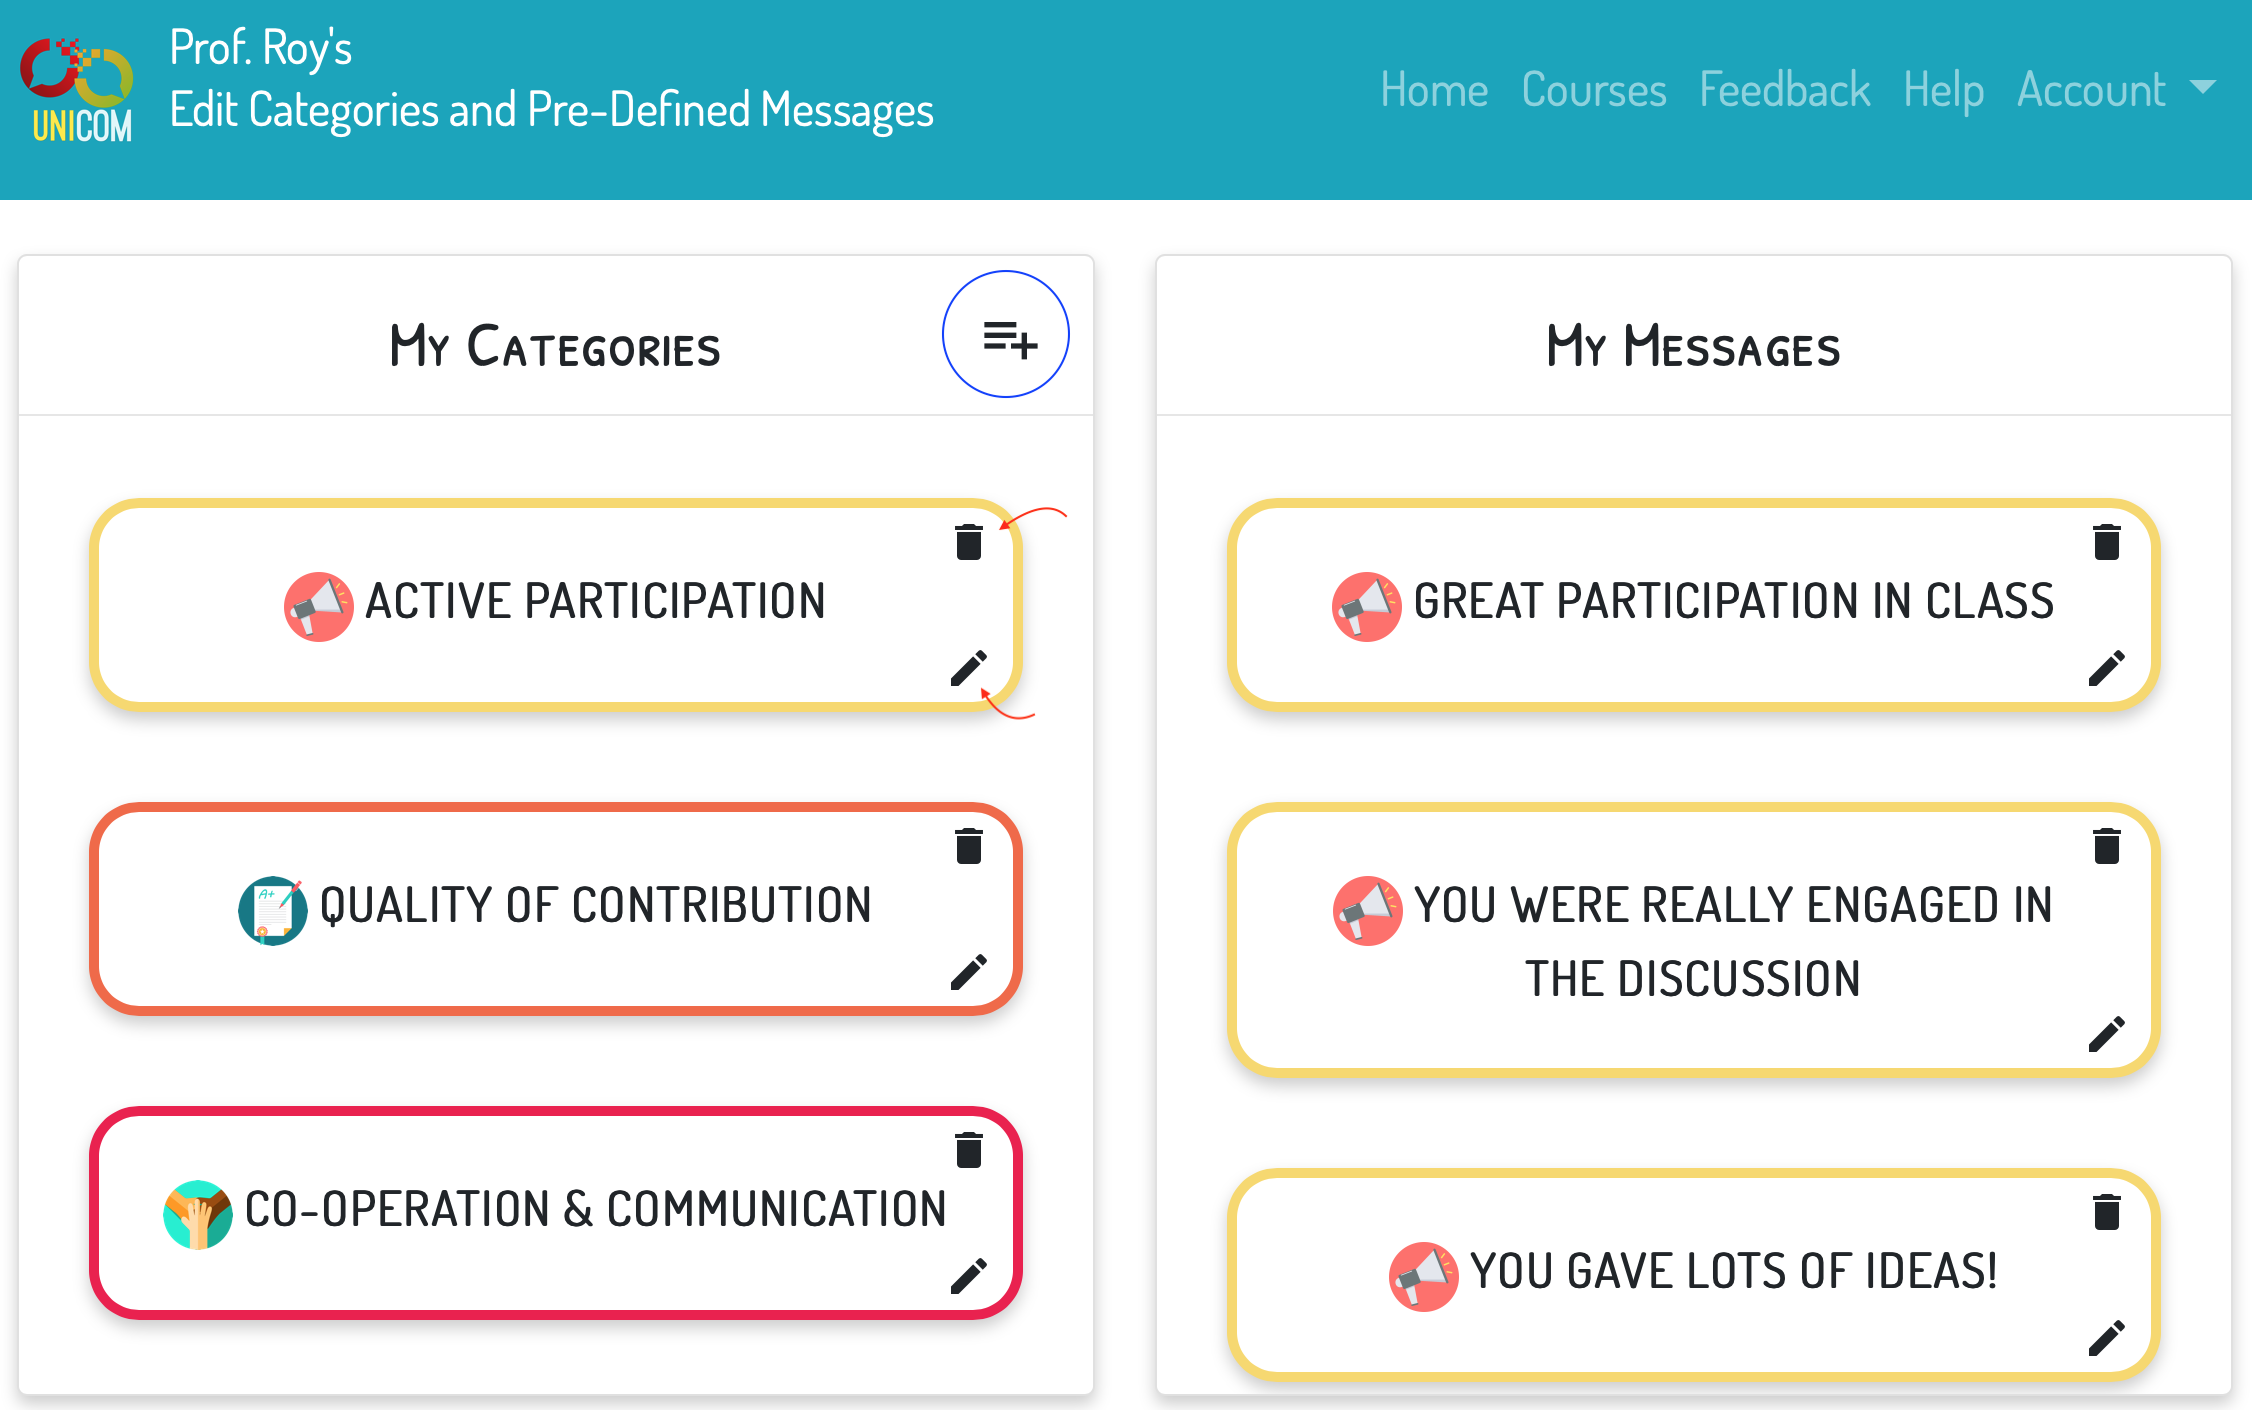 Prof. Roy's
Edit Categories and Pre-Defined Messages
UNICOM
Home Courses Feedback Help Account
My Categories
My Messages
ACTIVE PARTICIPATION
GREAT PARTICIPATION IN CLASS
QUALITY OF CONTRIBUTION
YOU WERE REALLY ENGAGED IN
THE DISCUSSION
CO-OPERATION & COMMUNICATION
YOU GAVE LOTS OF IDEAS!
A+